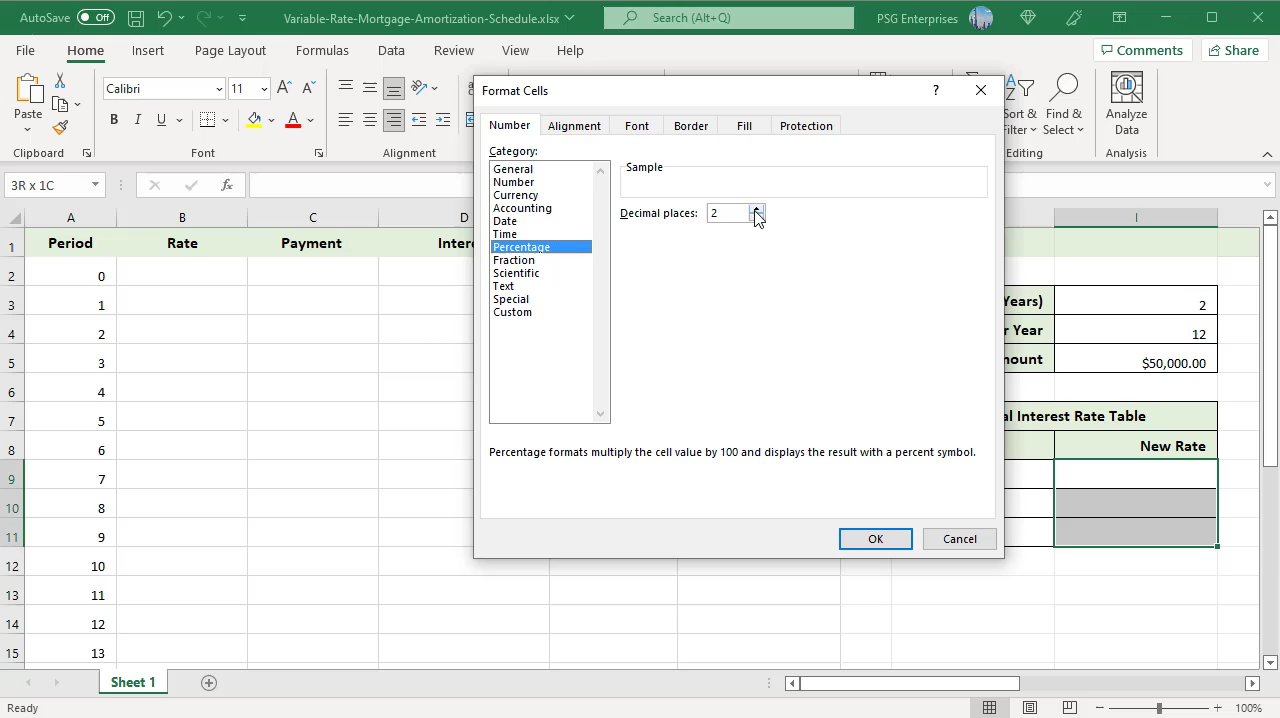 AutoSave Off Variable-Rate-Mortgage-Amortization-Schedule.xlsx Search (Alt+Q) PSG Enterprises
File Home Insert Page Layout Formulas Data Review View Help Comments Share
Paste
Calibri 11
B I U A
Clipboard Font Alignment
Sort & Filter
Find & Select
Analyze Data
Editing Analysis
3R x 1C fx
Format Cells ?
Number Alignment Font Border Fill Protection
Category:
General
Number
Currency
Accounting
Date
Time
Percentage
Fraction
Scientific
Text
Special
Custom
Sample
Decimal places: 2
Percentage formats multiply the cell value by 100 and displays the result with a percent symbol.
OK Cancel
A B C D I
1 Period Rate Payment Inter
2 0
3 1 Years) 2
4 2 r Year 12
5 3 mount $50,000.00
6 4
7 5 al Interest Rate Table
8 6 New Rate
9 7
10 8
11 9
12 10
13 11
14 12
15 13
Sheet 1
Ready 100%